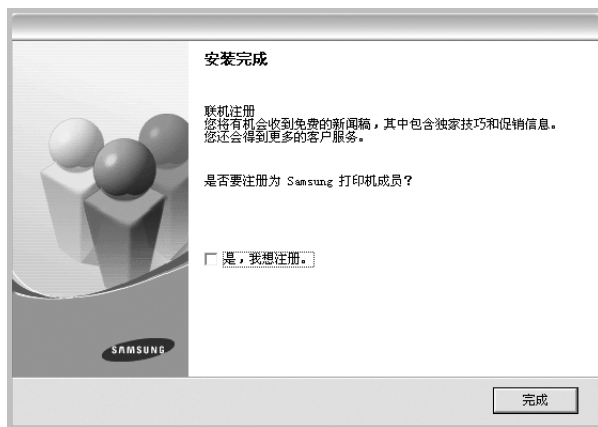 安装完成
联机注册
您将有机会收到免费的新闻稿，其中包含独家技巧和促销信息。
您还会得到更多的客户服务。
是否要注册为 Samsung 打印机成员？
是，我想注册。
SAMSUNG
完成